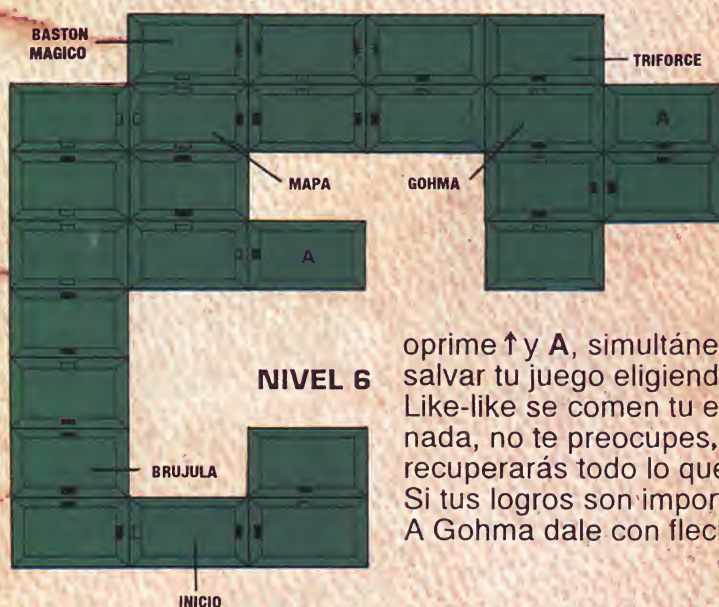 BASTON
MAGICO
TRIFORCE
A
MAPA
GOHMA
A
NIVEL 6
oprime ↑ y A, simultáne
salvar tu juego eligiend
Like-like se comen tu e
nada, no te preocupes,
recuperarás todo lo que
Si tus logros son impor
A Gohma dale con flec
BRUJULA
INICIO